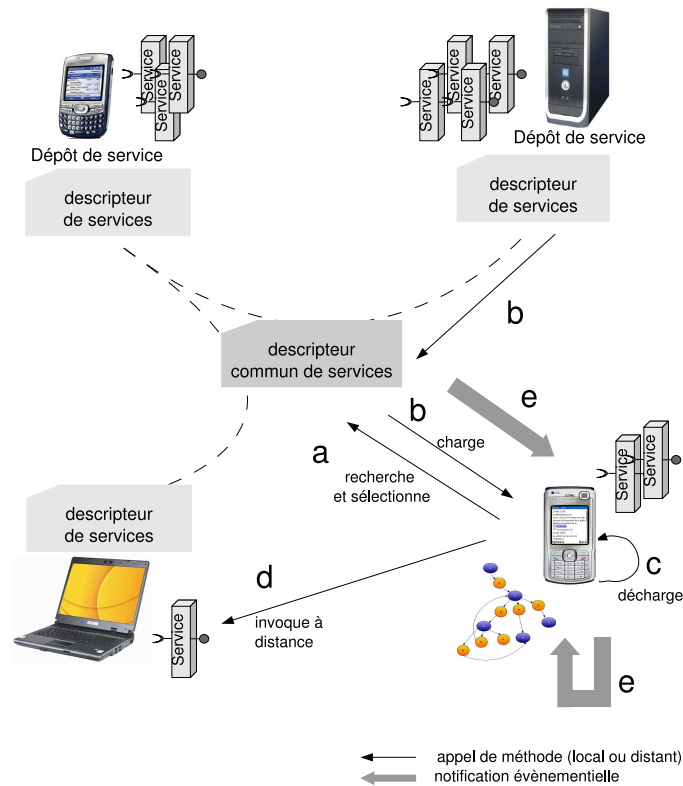 Service
Service
Service
Service
Dépôt de service
Service
Service
Service
Service
Dépôt de service
descripteur
de services
descripteur
de services
b
descripteur
commun de services
e
b
charge
a
recherche
et sélectionne
Service
Service
descripteur
de services
d
invoque à
distance
Service
c
décharge
e
appel de méthode (local ou distant)
notification évènementielle